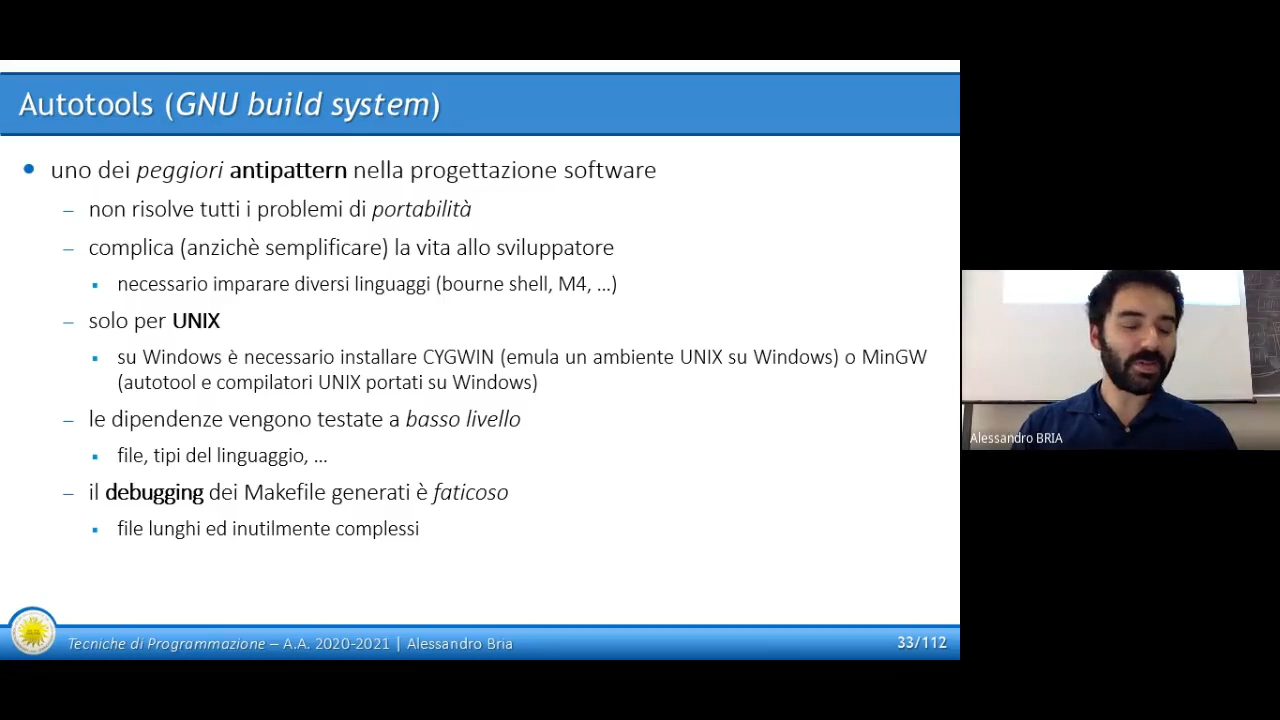 Autotools (GNU build system)
uno dei peggiori antipattern nella progettazione software
non risolve tutti i problemi di portabilità
complica (anzichè semplificare) la vita allo sviluppatore
necessario imparare diversi linguaggi (bourne shell, M4, ...)
solo per UNIX
su Windows è necessario installare CYGWIN (emula un ambiente UNIX su Windows) o MinGW
(autotool e compilatori UNIX portati su Windows)
le dipendenze vengono testate a basso livello
file, tipi del linguaggio, ...
il debugging dei Makefile generati è faticoso
file lunghi ed inutilmente complessi
Tecniche di Programmazione – A.A. 2020-2021 | Alessandro Bria
33/112
Alessandro BRIA